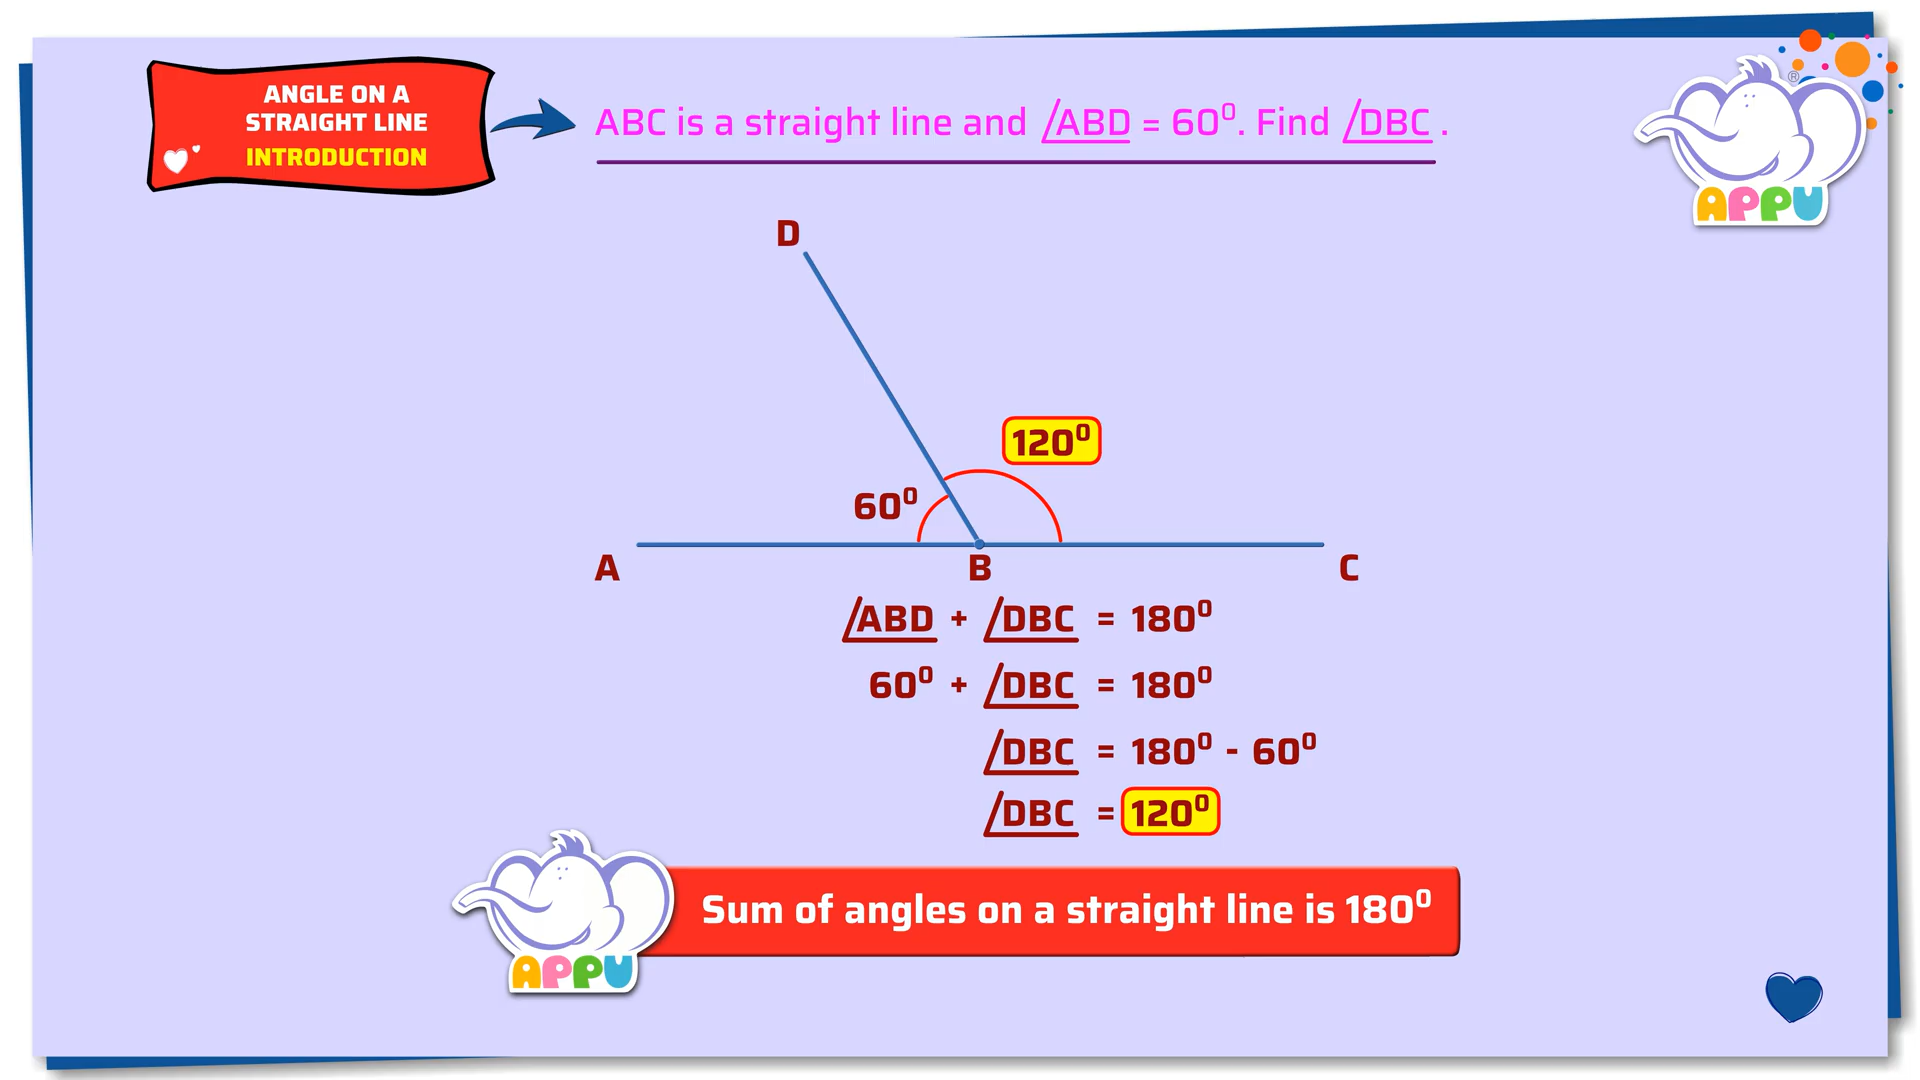 ANGLE ON A
STRAIGHT LINE
INTRODUCTION
ABC is a straight line and ∠ABD = 60⁰. Find ∠DBC .
®
APPU
D
120⁰
60⁰
A
B
C
∠ABD + ∠DBC = 180⁰
60⁰ + ∠DBC = 180⁰
∠DBC = 180⁰ - 60⁰
∠DBC = 120⁰
Sum of angles on a straight line is 180⁰
APPU